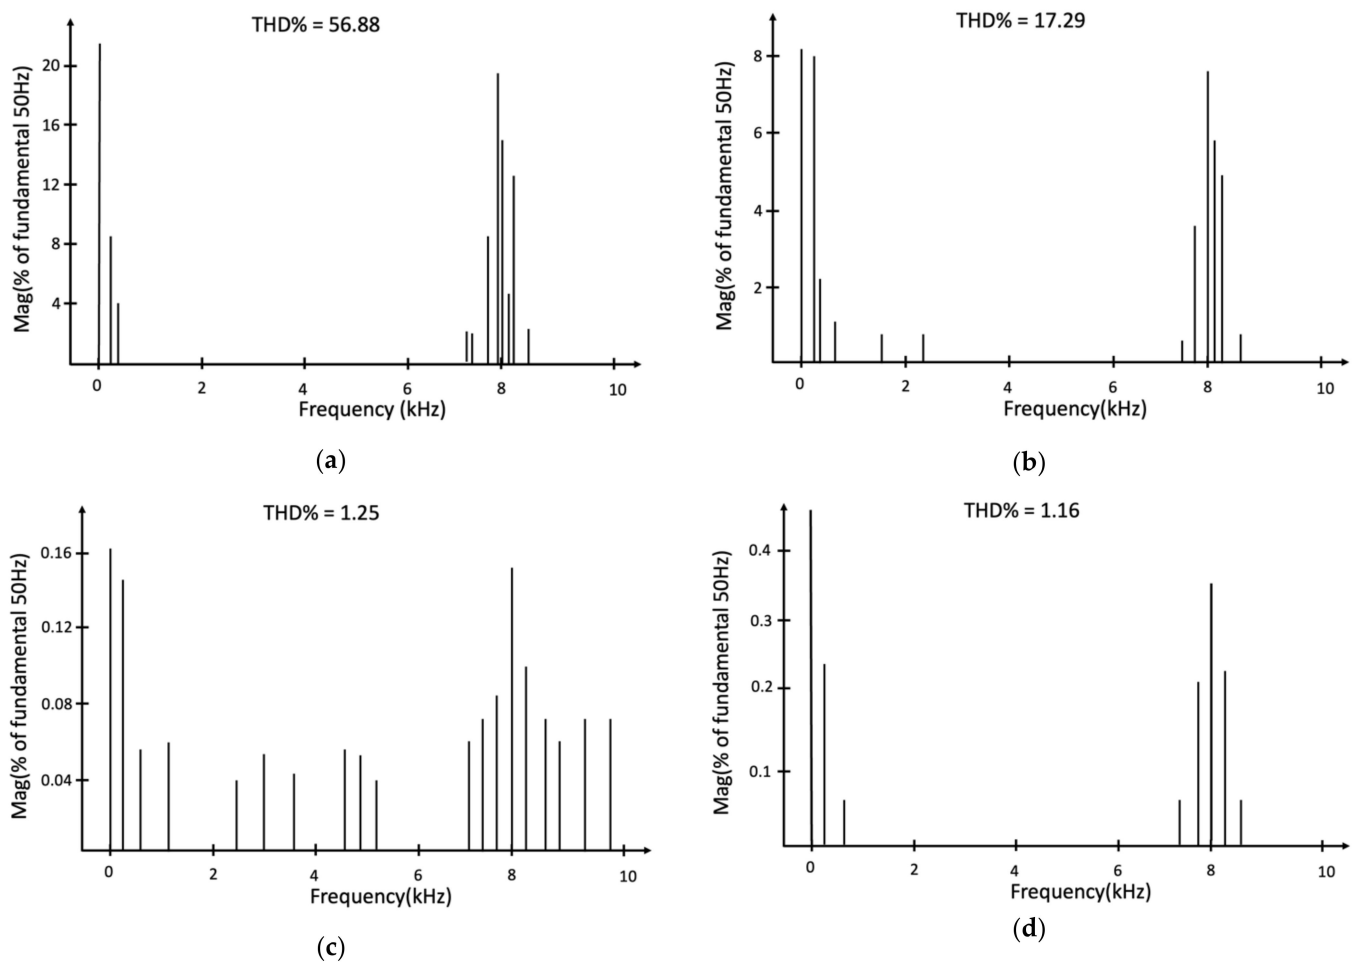 THD% = 56.88
Mag(% of fundamental 50Hz)
20
16
12
8
4
0 2 4 6 8 10
Frequency (kHz)
(a)
THD% = 17.29
Mag(% of fundamental 50Hz)
8
6
4
2
0 2 4 6 8 10
Frequency(kHz)
(b)
THD% = 1.25
Mag(% of fundamental 50Hz)
0.16
0.12
0.08
0.04
0 2 4 6 8 10
Frequency(kHz)
(c)
THD% = 1.16
Mag(% of fundamental 50Hz)
0.4
0.3
0.2
0.1
0 2 4 6 8 10
Frequency(kHz)
(d)